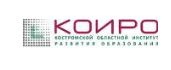 КОИРО
КОСТРОМСКОЙ ОБЛАСТНОЙ ИНСТИТУТ
РАЗВИТИЯ ОБРАЗОВАНИЯ